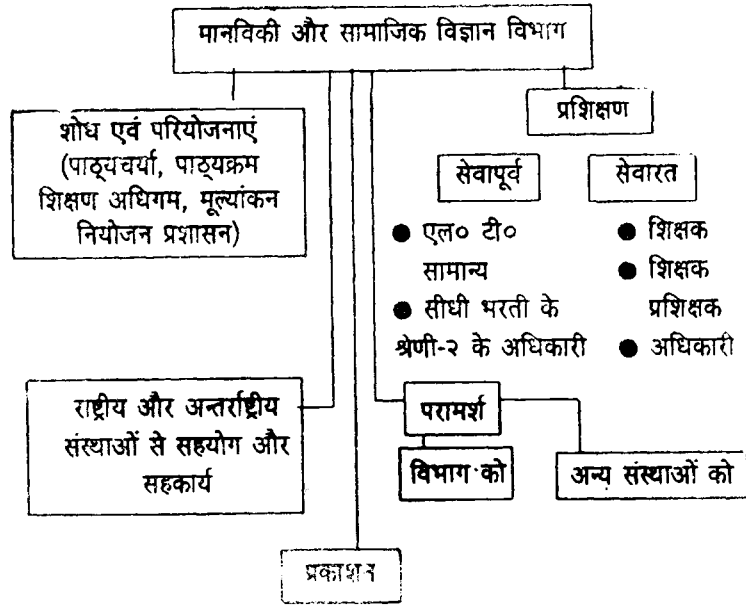 मानविकी और सामाजिक विज्ञान विभाग
शोध एवं परियोजनाएं
(पाठ्यचर्या, पाठ्यक्रम
शिक्षण अधिगम, मूल्यांकन
नियोजन प्रशासन)
प्रशिक्षण
सेवापूर्व
● एल० टी०
सामान्य
● सीधी भरती के
श्रेणी-२ के अधिकारी
सेवारत
● शिक्षक
● शिक्षक
प्रशिक्षक
● अधिकारी
राष्ट्रीय और अन्तर्राष्ट्रीय
संस्थाओं से सहयोग और
सहकार्य
परामर्श
विभाग को
अन्य संस्थाओं को
प्रकाशन